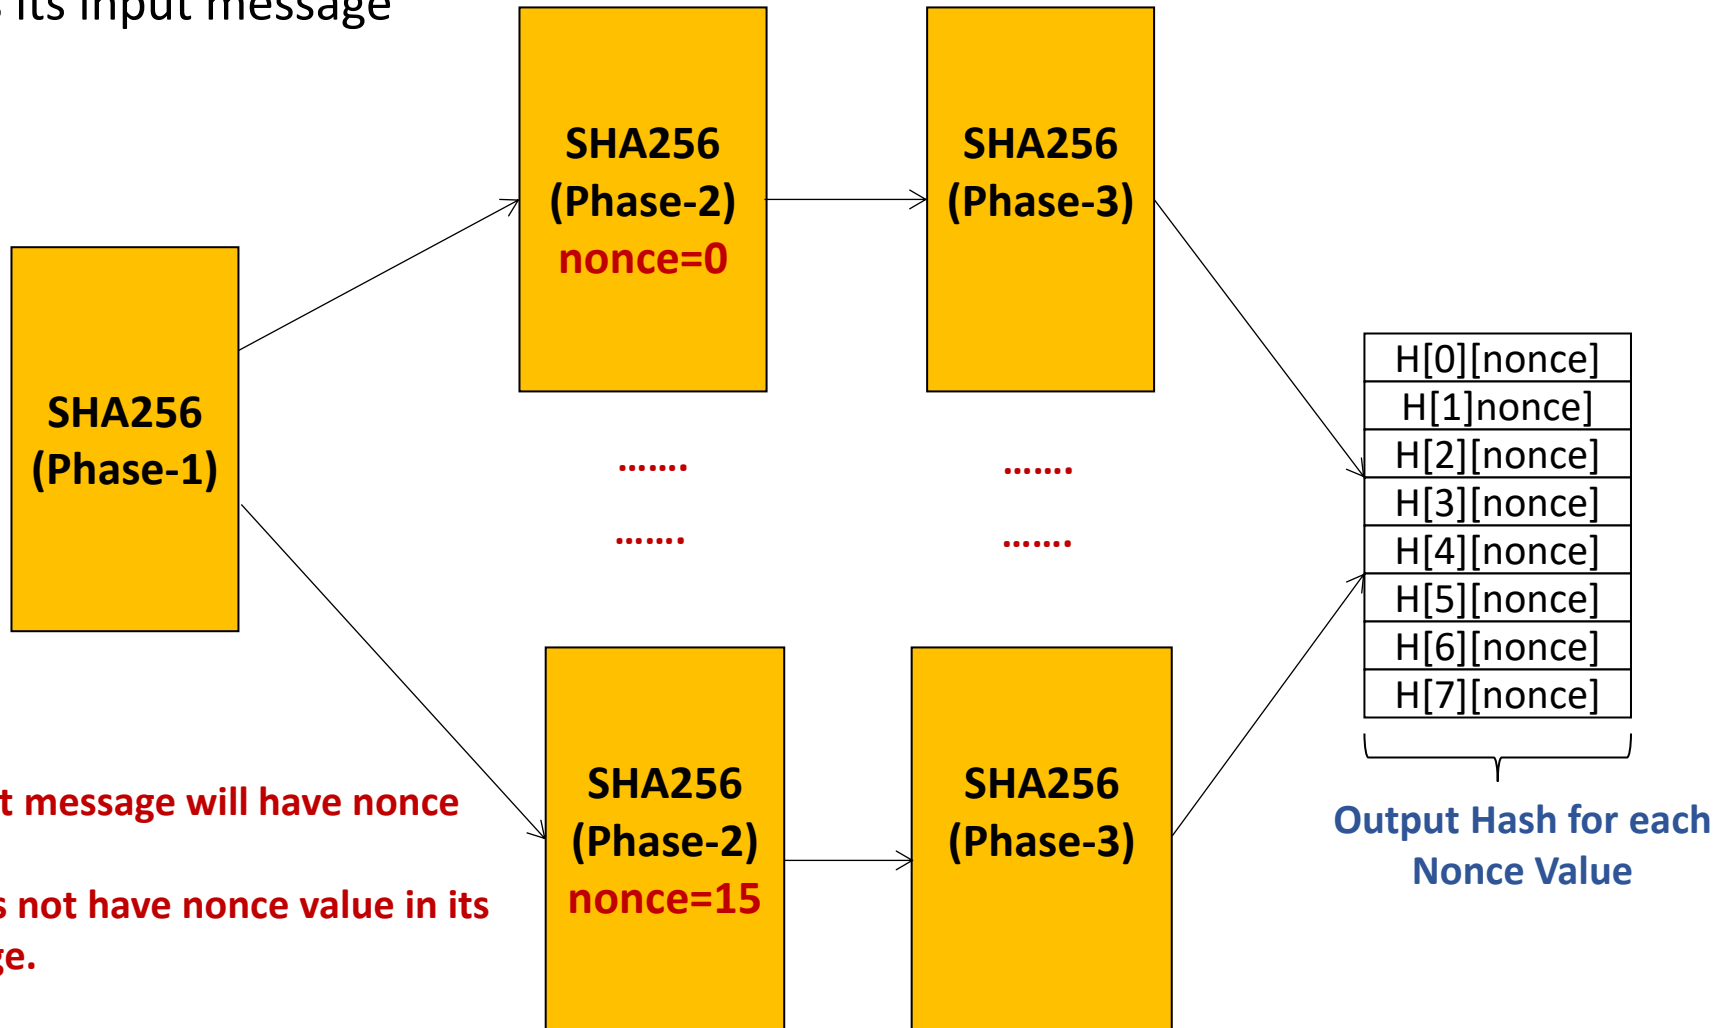 s its input message
SHA256
(Phase-1)
SHA256
(Phase-2)
nonce=0
SHA256
(Phase-3)
.......
.......
.......
.......
SHA256
(Phase-2)
nonce=15
SHA256
(Phase-3)
H[0][nonce]
H[1]nonce]
H[2][nonce]
H[3][nonce]
H[4][nonce]
H[5][nonce]
H[6][nonce]
H[7][nonce]
Output Hash for each
Nonce Value
t message will have nonce
s not have nonce value in its
ge.